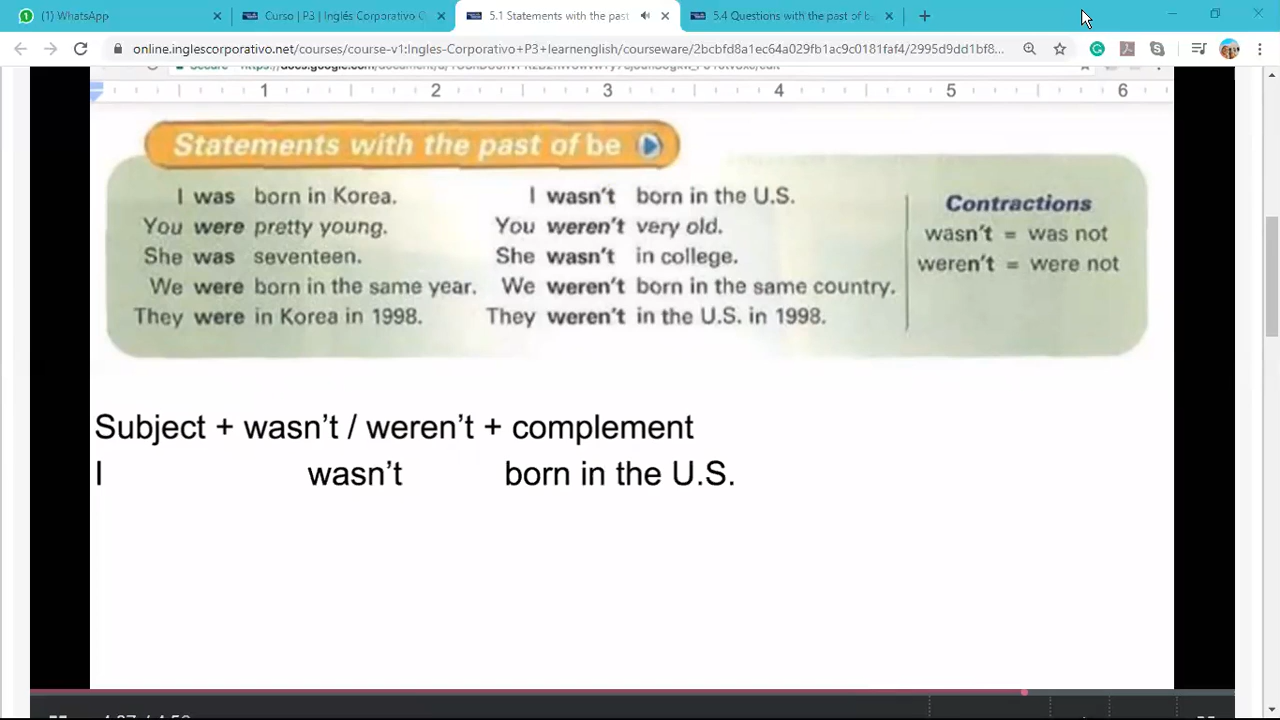 (1) WhatsApp
Curso | P3 | Inglés Corporativo
5.1 Statements with the past
5.4 Questions with the past of b
online.inglescorporativo.net/courses/course-v1:Ingles-Corporativo+P3+learnenglish/courseware/2bcbfd8a1ec64a029fb1ac9c0181faf4/2995d9dd1bf8...
1 2 3 4 5 6
Statements with the past of be
I was born in Korea.
You were pretty young.
She was seventeen.
We were born in the same year.
They were in Korea in 1998.
I wasn't born in the U.S.
You weren't very old.
She wasn't in college.
We weren't born in the same country.
They weren't in the U.S. in 1998.
Contractions
wasn't = was not
weren't = were not
Subject + wasn't / weren't + complement
I wasn't born in the U.S.